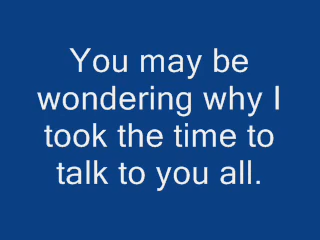 You may be
wondering why I
took the time to
talk to you all.